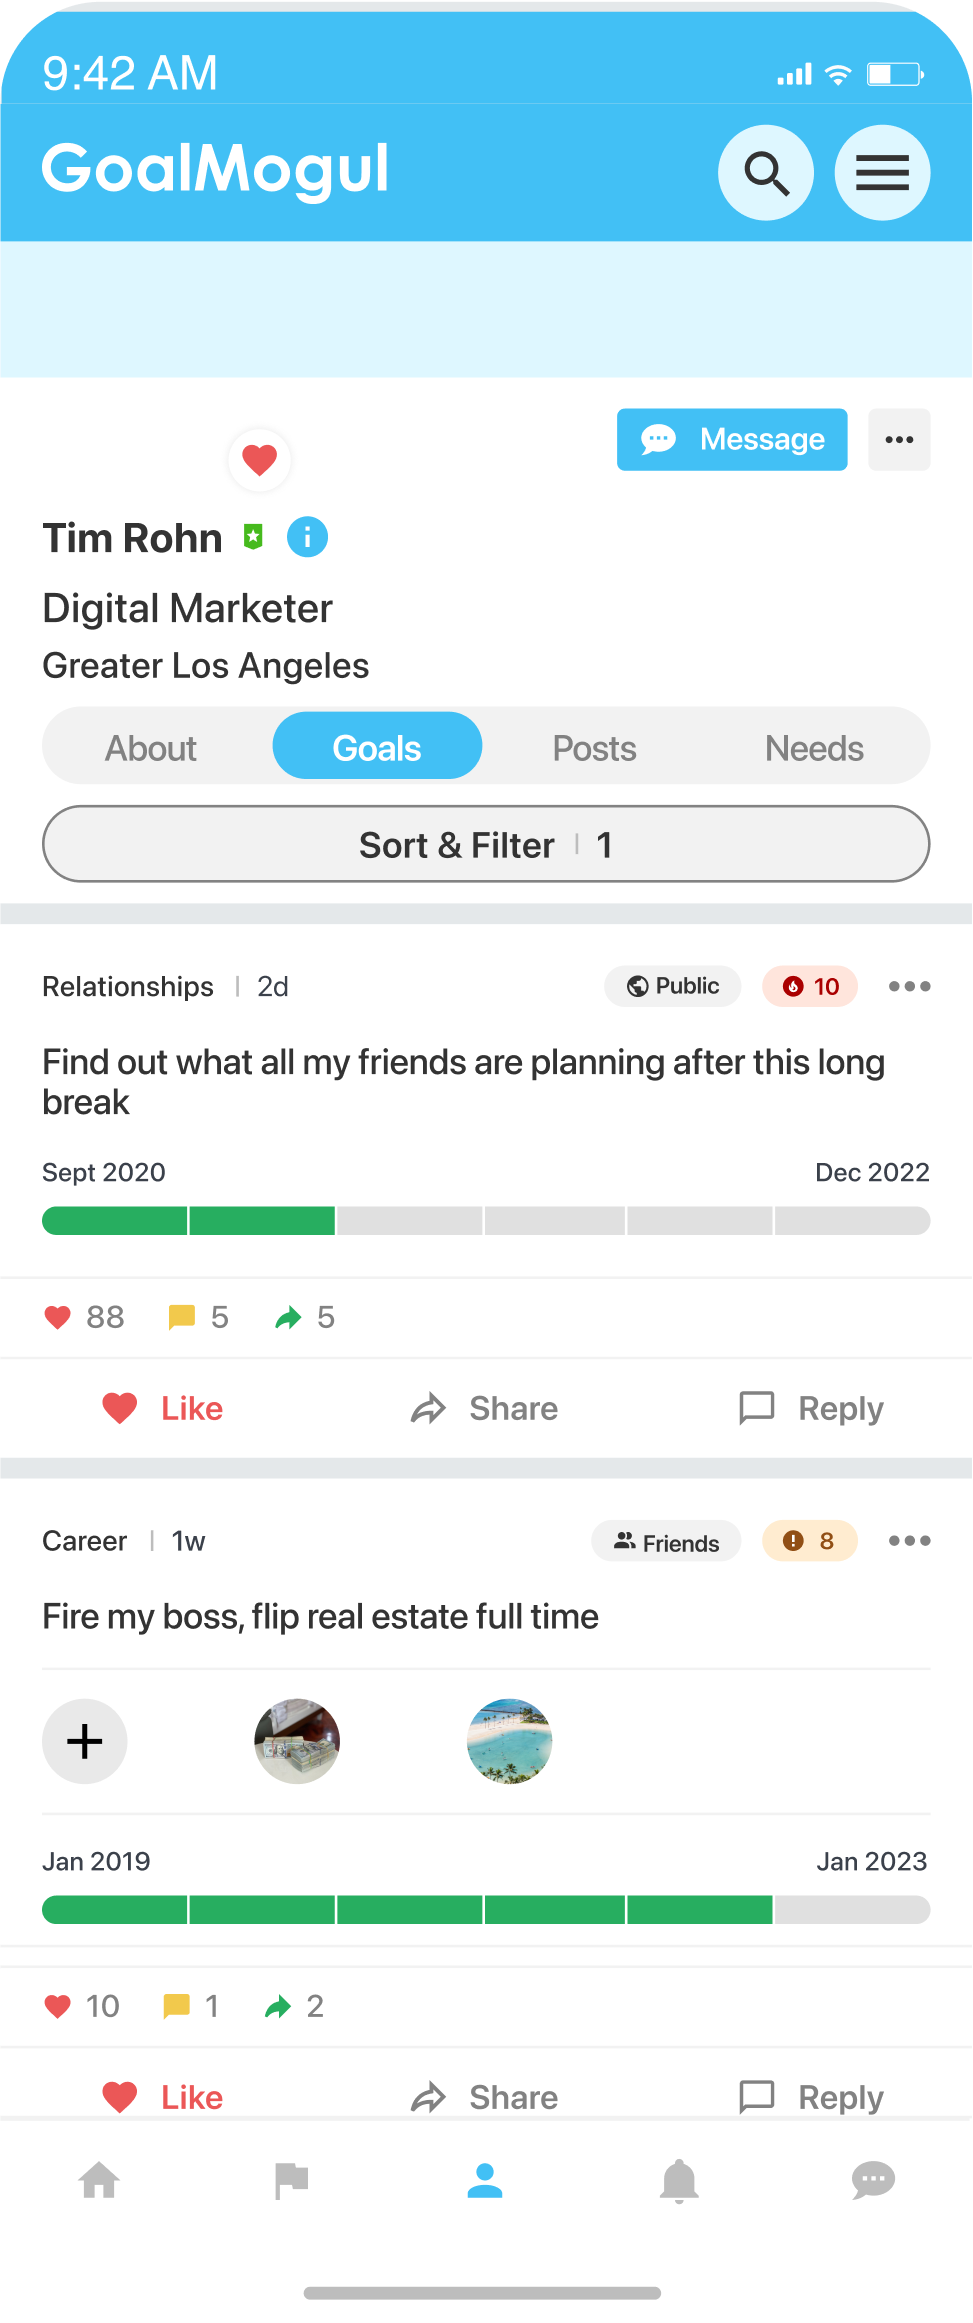 9:42 AM
GoalMogul
Message
Tim Rohn
Digital Marketer
Greater Los Angeles
About Goals Posts Needs
Sort & Filter | 1
Relationships | 2d Public 10
Find out what all my friends are planning after this long
break
Sept 2020 Dec 2022
88 5 5
Like Share Reply
Career | 1w Friends 8
Fire my boss, flip real estate full time
Jan 2019 Jan 2023
10 1 2
Like Share Reply